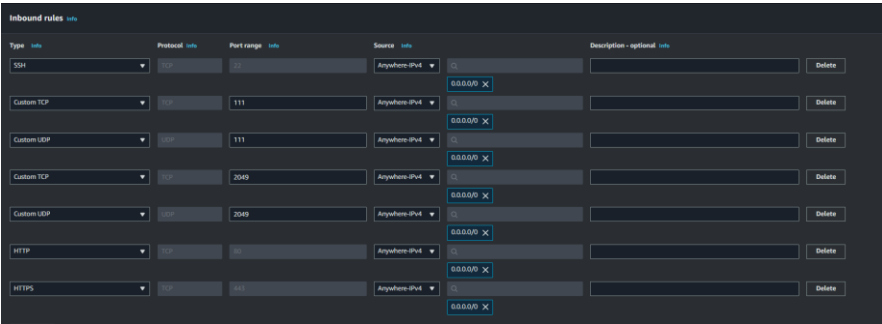 Inbound rules Info
Type Info Protocol Info Port range Info Source Info Description - optional Info
SSH TCP 22 Anywhere-IPv4 Delete
0.0.0.0/0
Custom TCP TCP 111 Anywhere-IPv4 Delete
0.0.0.0/0
Custom UDP UDP 111 Anywhere-IPv4 Delete
0.0.0.0/0
Custom TCP TCP 2049 Anywhere-IPv4 Delete
0.0.0.0/0
Custom UDP UDP 2049 Anywhere-IPv4 Delete
0.0.0.0/0
HTTP TCP 80 Anywhere-IPv4 Delete
0.0.0.0/0
HTTPS TCP 443 Anywhere-IPv4 Delete
0.0.0.0/0